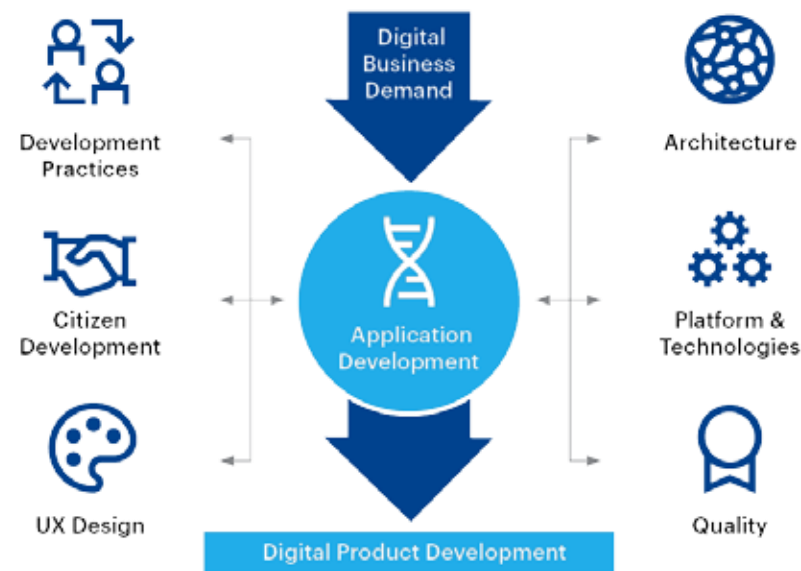 Digital
Business
Demand
Development
Practices
Citizen
Development
UX Design
Application
Development
Architecture
Platform &
Technologies
Quality
Digital Product Development